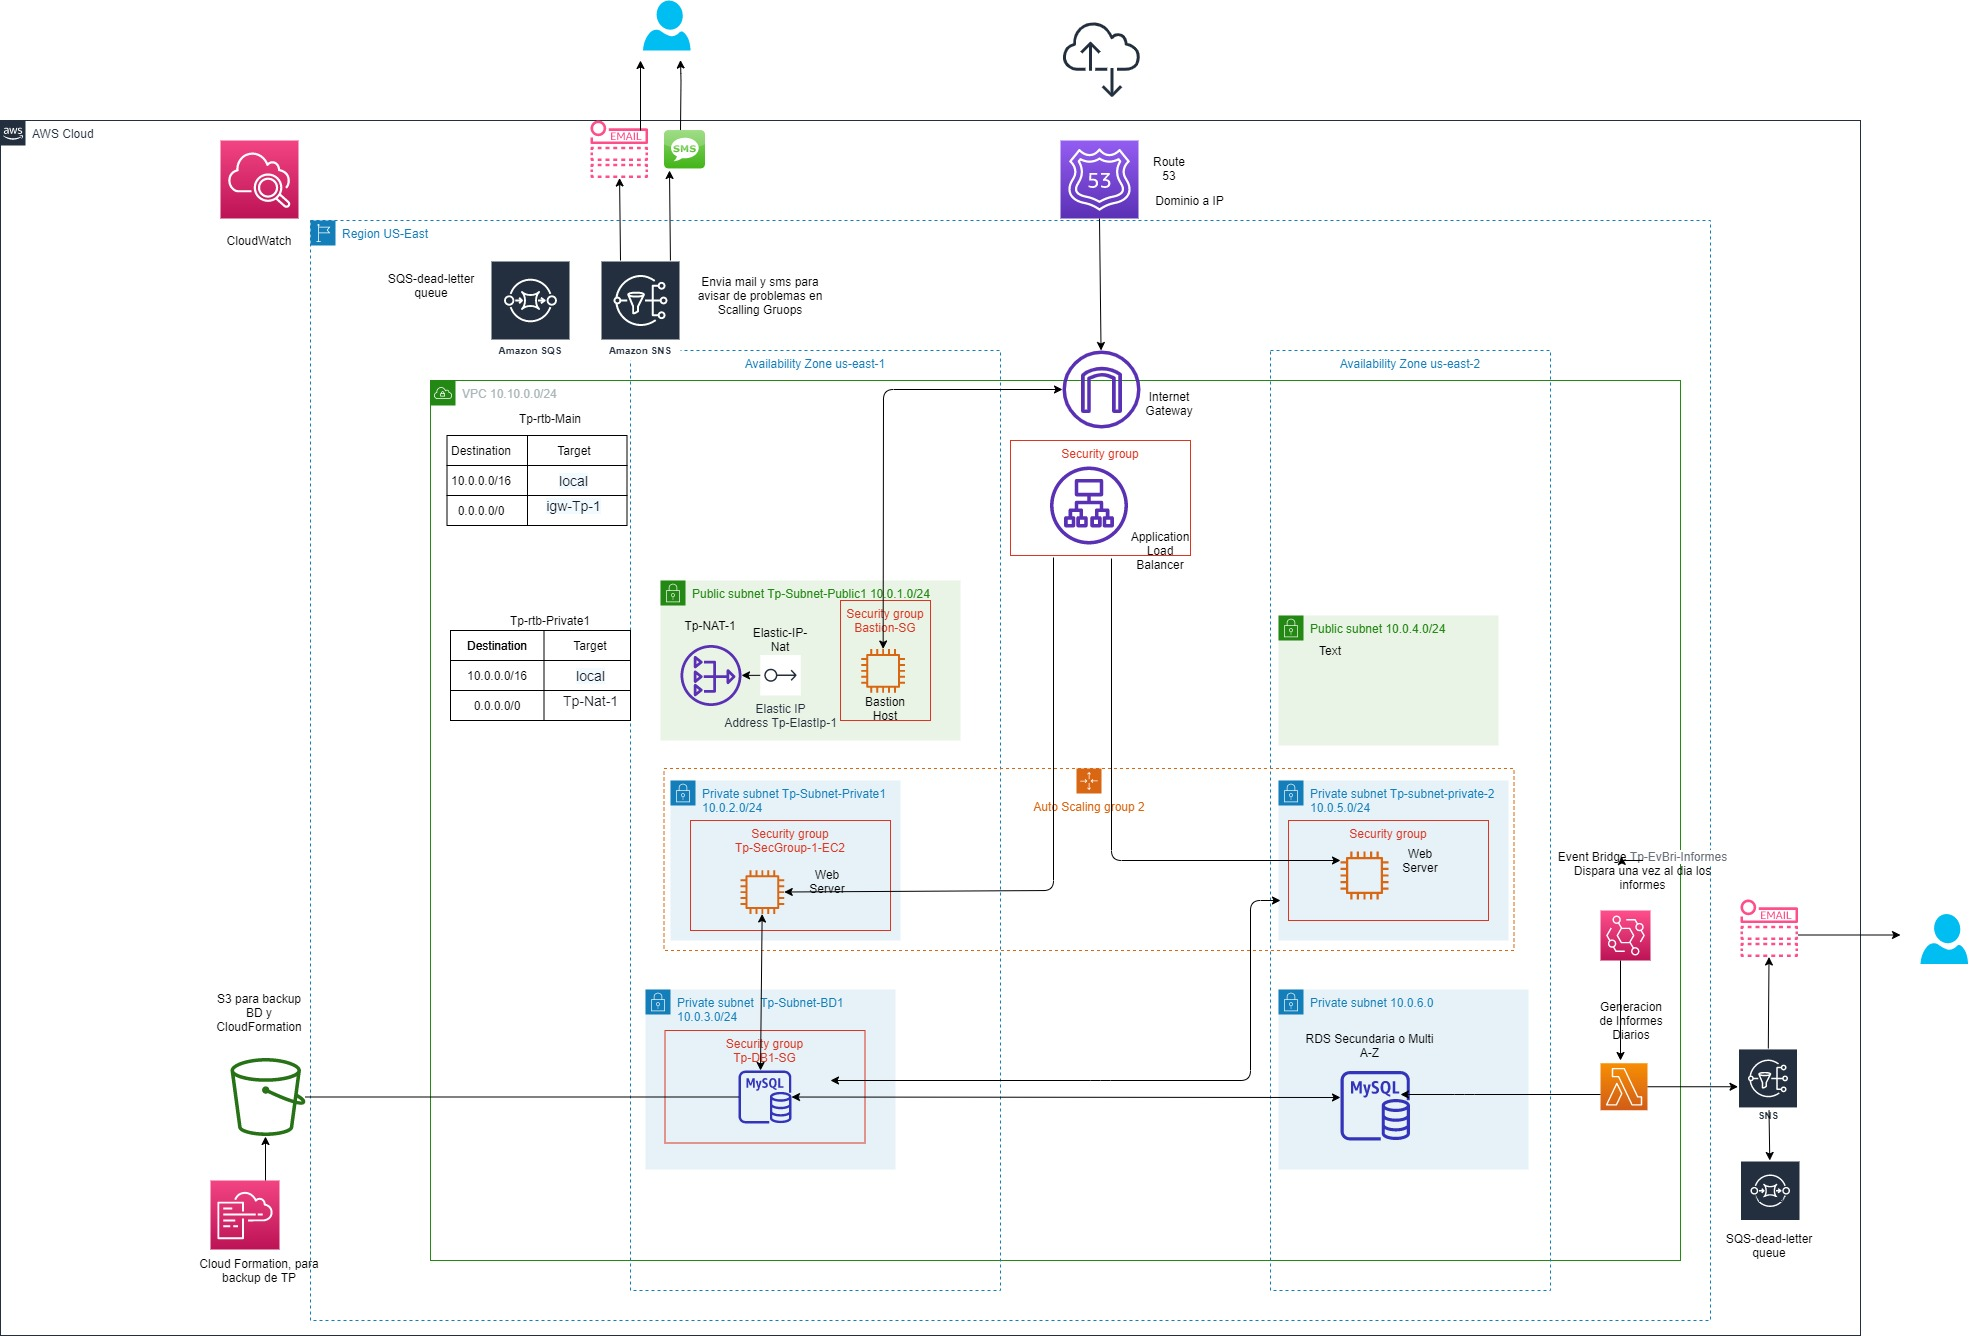 aws
AWS Cloud
EMAIL
SMS
53
Route
53
Dominio a IP
CloudWatch
Region US-East
SQS-dead-letter
queue
Amazon SQS
Amazon SNS
Envia mail y sms para
avisar de problemas en
Scalling Gruops
Availability Zone us-east-1
Availability Zone us-east-2
VPC 10.10.0.0/24
Internet
Gateway
Tp-rtb-Main
Destination Target
10.0.0.0/16 local
0.0.0.0/0 igw-Tp-1
Security group
Application
Load
Balancer
Tp-rtb-Private1
Destination Target
10.0.0.0/16 local
0.0.0.0/0 Tp-Nat-1
Public subnet Tp-Subnet-Public1 10.0.1.0/24
Tp-NAT-1
Elastic-IP-
Nat
Elastic IP
Address Tp-ElastIp-1
Security group
Bastion-SG
Bastion
Host
Public subnet 10.0.4.0/24
Text
Auto Scaling group 2
Private subnet Tp-Subnet-Private1
10.0.2.0/24
Security group
Tp-SecGroup-1-EC2
Web
Server
Private subnet Tp-subnet-private-2
10.0.5.0/24
Security group
Web
Server
Event Bridge Tp-EvBri-Informes
Dispara una vez al dia los
informes
EMAIL
S3 para backup
BD y
CloudFormation
Private subnet Tp-Subnet-BD1
10.0.3.0/24
Security group
Tp-DB1-SG
MySQL
Private subnet 10.0.6.0
RDS Secundaria o Multi
A-Z
MySQL
Generacion
de Informes
Diarios
SNS
SQS-dead-letter
queue
Cloud Formation, para
backup de TP